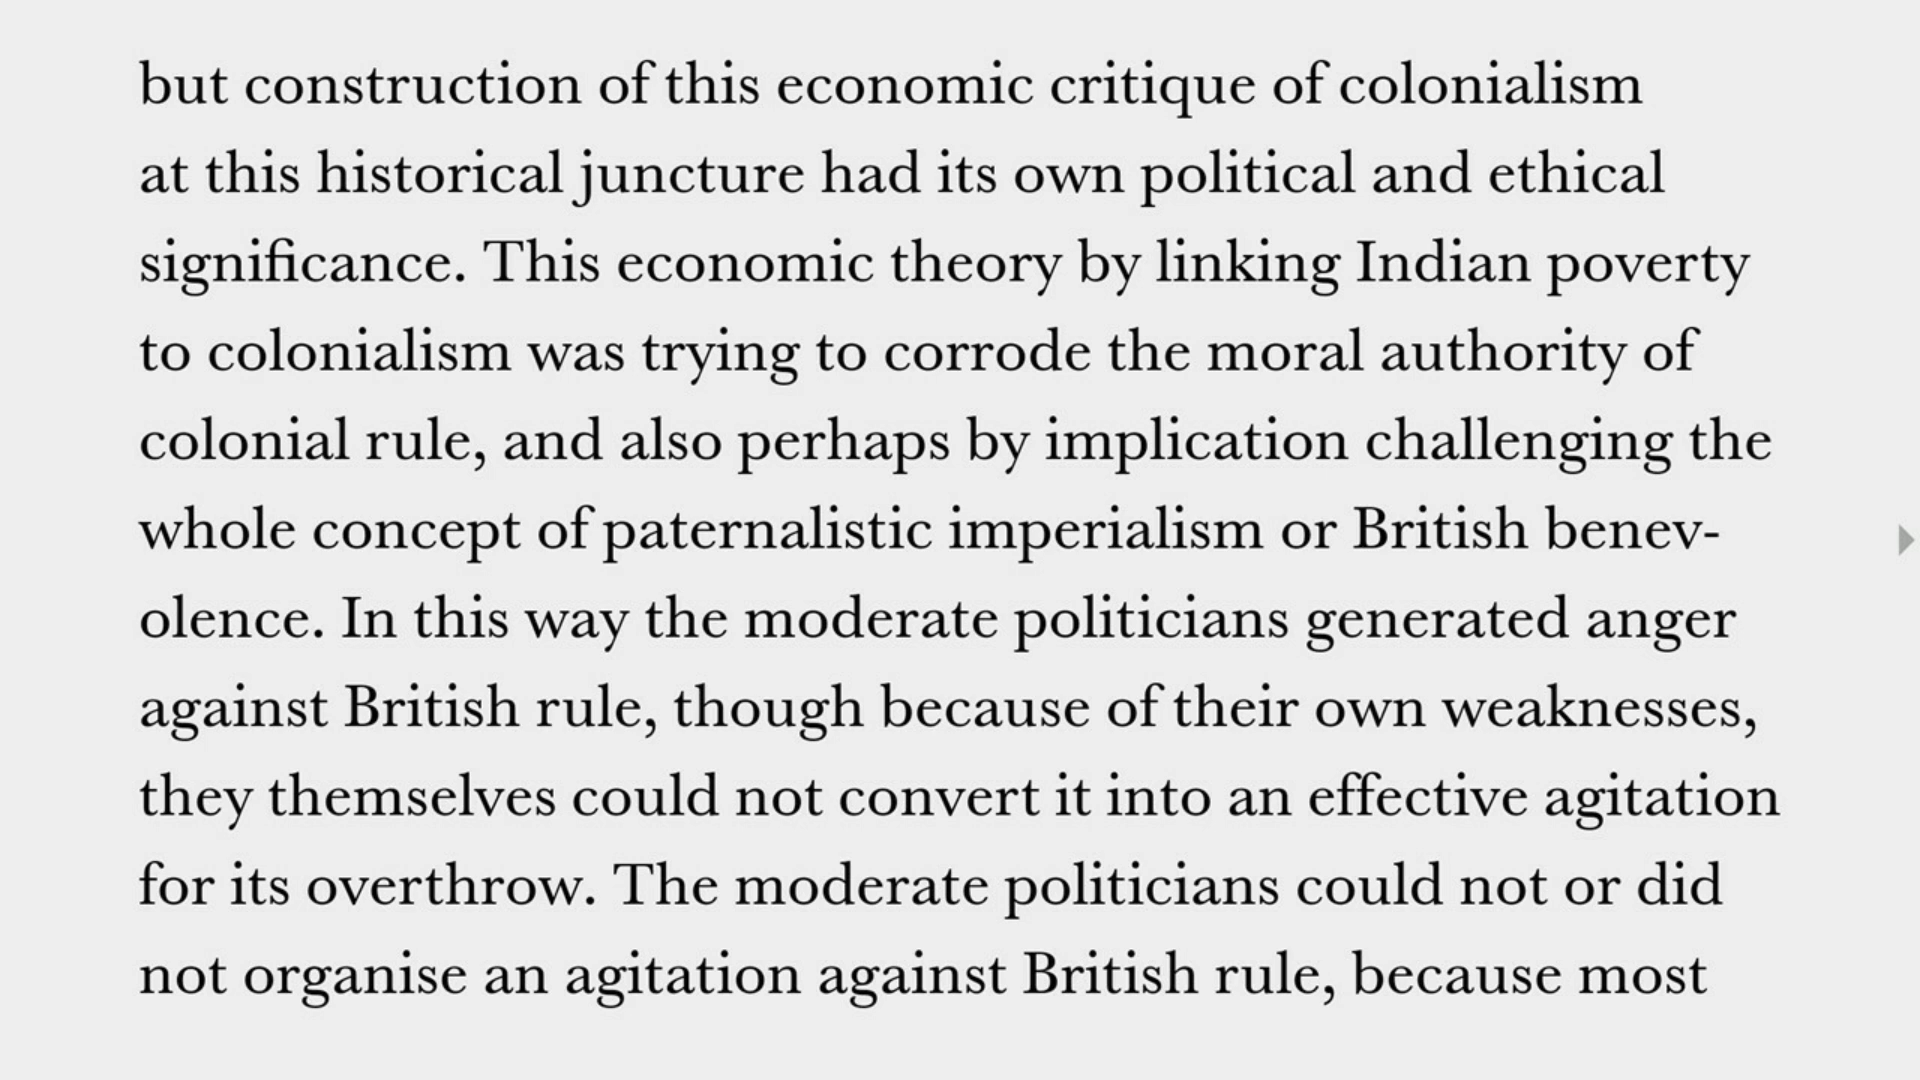 but construction of this economic critique of colonialism
at this historical juncture had its own political and ethical
significance. This economic theory by linking Indian poverty
to colonialism was trying to corrode the moral authority of
colonial rule, and also perhaps by implication challenging the
whole concept of paternalistic imperialism or British benev-
olence. In this way the moderate politicians generated anger
against British rule, though because of their own weaknesses,
they themselves could not convert it into an effective agitation
for its overthrow. The moderate politicians could not or did
not organise an agitation against British rule, because most